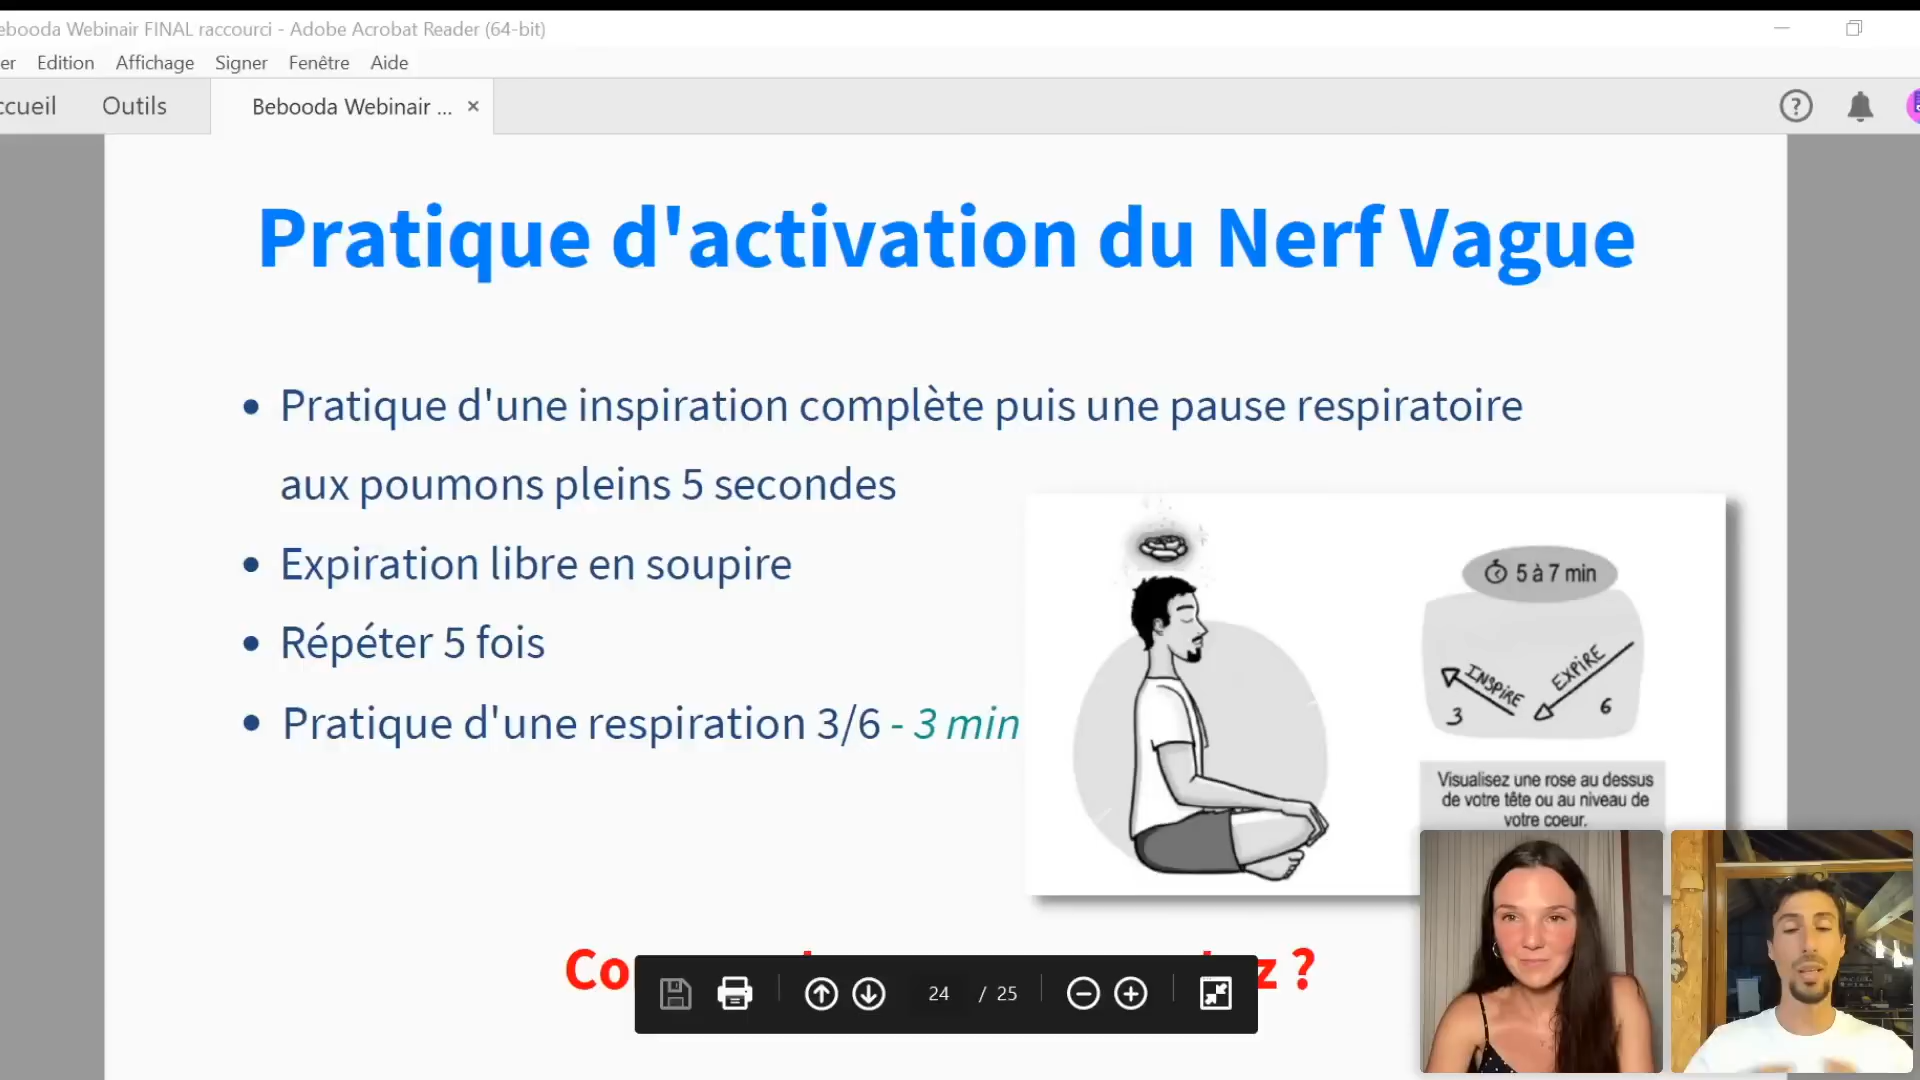 ebooda Webinair FINAL raccourci - Adobe Acrobat Reader (64-bit)
er Edition Affichage Signer Fenêtre Aide
ccueil Outils Bebooda Webinair ...
Pratique d'activation du Nerf Vague
• Pratique d'une inspiration complète puis une pause respiratoire
aux poumons pleins 5 secondes
• Expiration libre en soupire
• Répéter 5 fois
• Pratique d'une respiration 3/6 - 3 min
5 à 7 min
INSPIRE
3
EXPIRE
6
Visualisez une rose au dessus
de votre tête ou au niveau de
votre coeur.
Co z ?
24 / 25